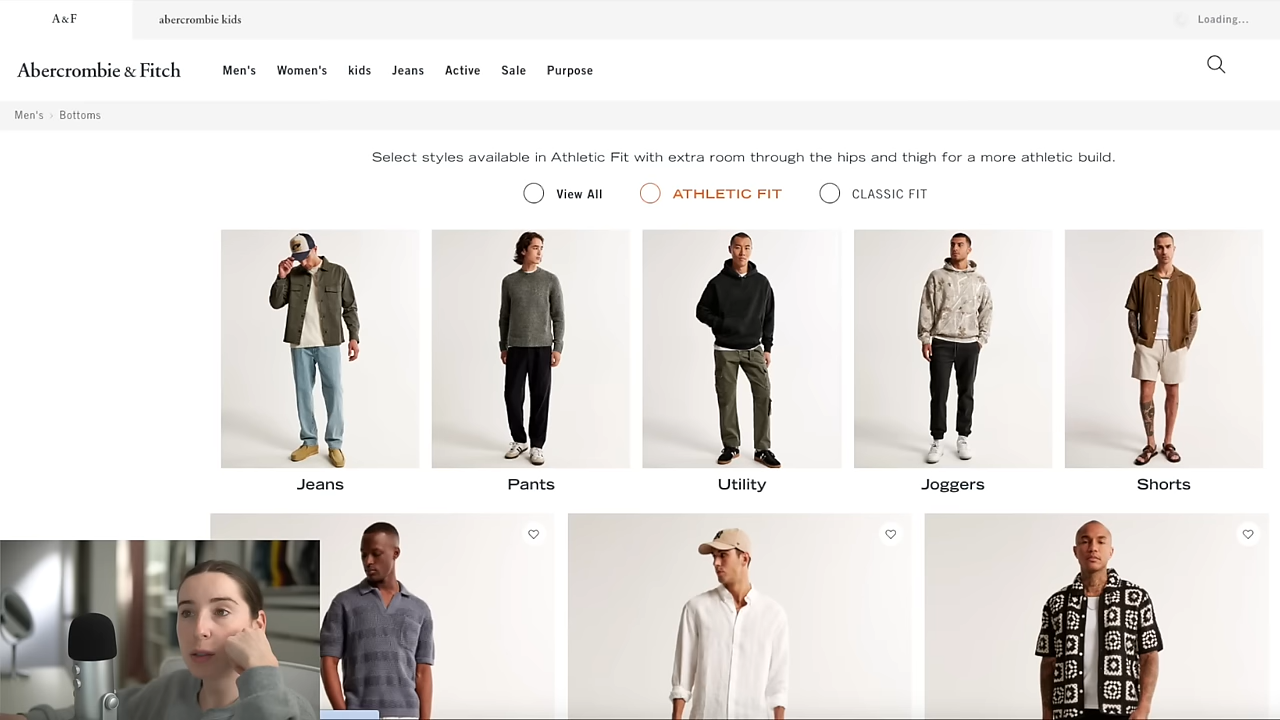 A&F
abercrombie kids
Loading...
Abercrombie & Fitch
Men's Women's kids Jeans Active Sale Purpose
Men's › Bottoms
Select styles available in Athletic Fit with extra room through the hips and thigh for a more athletic build.
View All ATHLETIC FIT CLASSIC FIT
Jeans Pants Utility Joggers Shorts